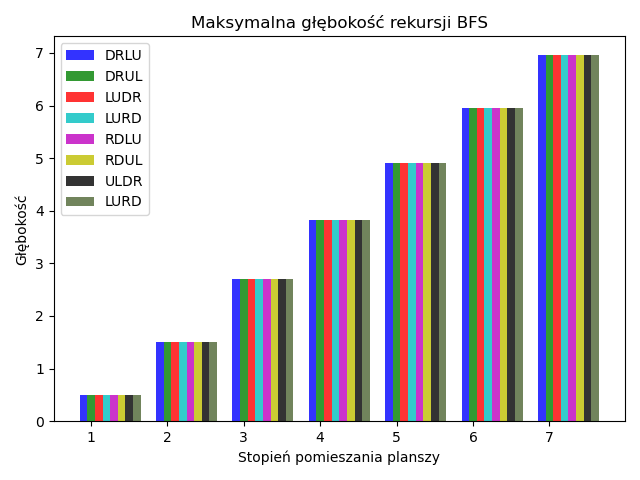 Maksymalna głębokość rekursji BFS
7
6
5
4
3
2
1
0
Głębokość
DRLU
DRUL
LUDR
LURD
RDLU
RDUL
ULDR
LURD
1 2 3 4 5 6 7
Stopień pomieszania planszy